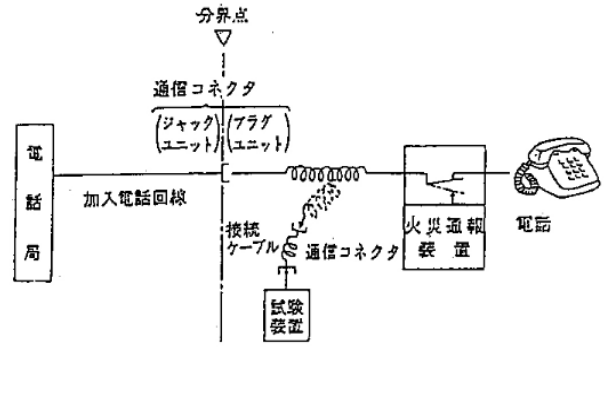 分界点
通信コネクタ
(ジャック
ユニット)
(プラグ
ユニット)
電話局
加入電話回線
接続
ケーブル
通信コネクタ
試験
装置
火災通報
装置
電話